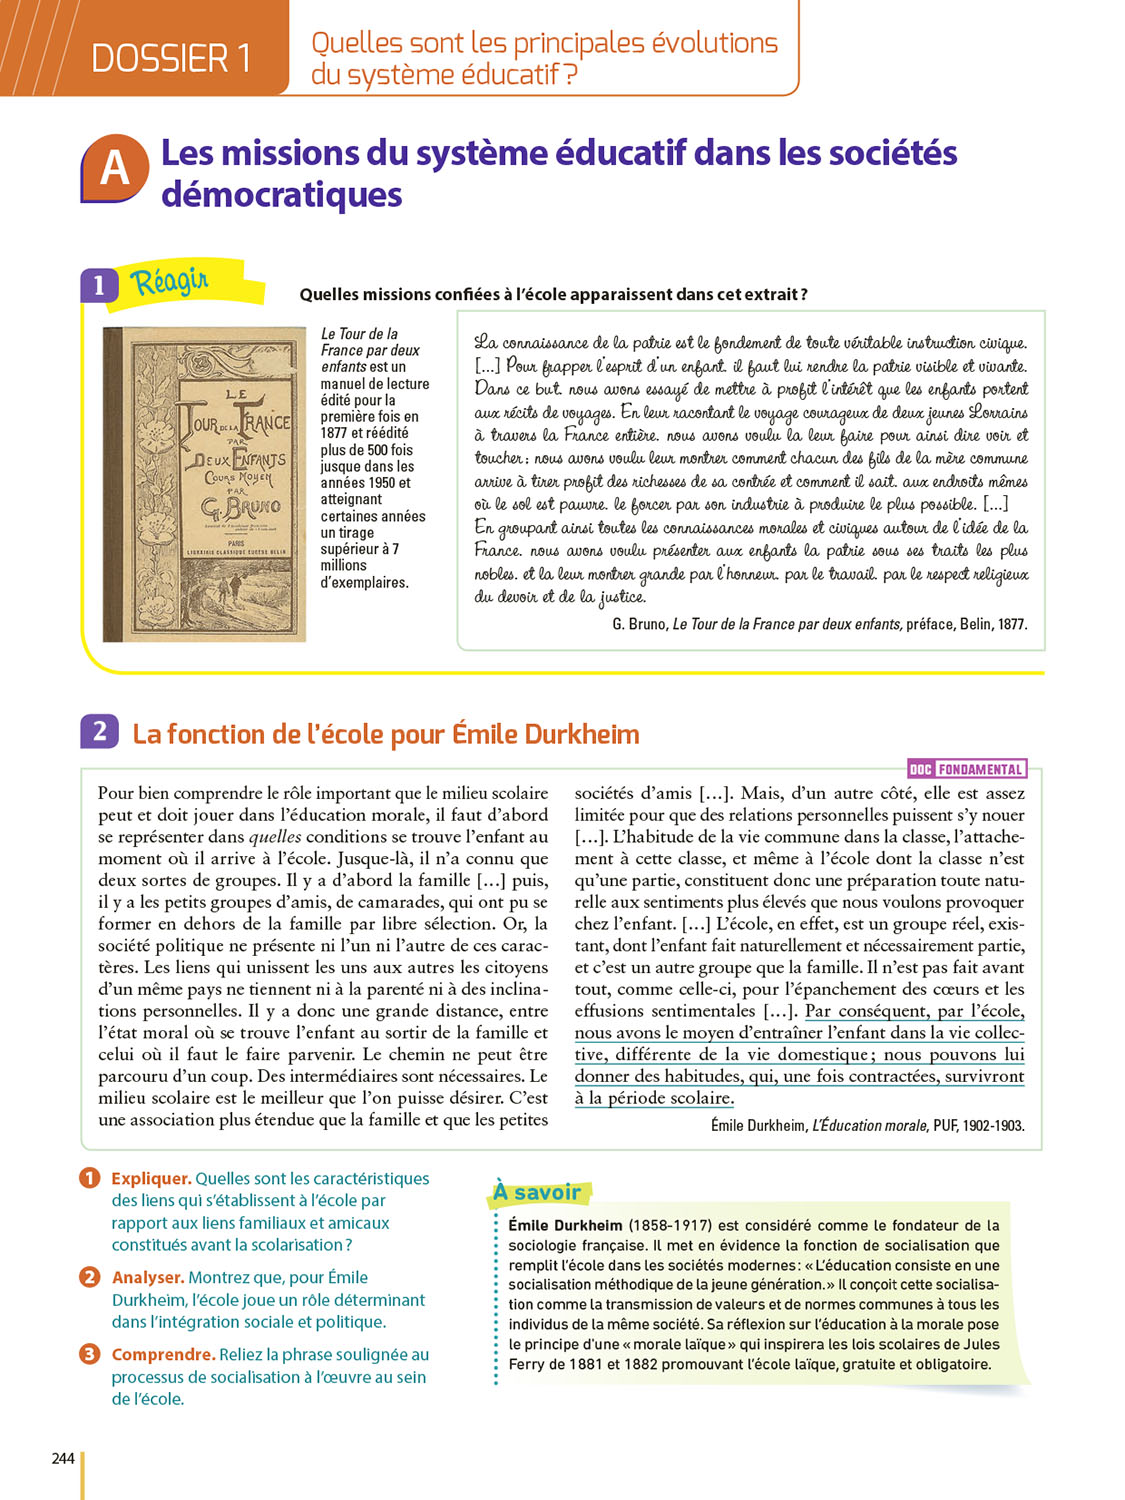 DOSSIER 1
Quelles sont les principales évolutions
du système éducatif ?
A
Les missions du système éducatif dans les sociétés
démocratiques
1
Réagir
Quelles missions confiées à l'école apparaissent dans cet extrait ?
LE
TOUR DE LA FRANCE
PAR
DEUX ENFANTS
COURS MOYEN
PAR
G. BRUNO
PARIS
LIBRAIRIE CLASSIQUE EUGÈNE BELIN
Le Tour de la
France par deux
enfants est un
manuel de lecture
édité pour la
première fois en
1877 et réédité
plus de 500 fois
jusque dans les
années 1950 et
atteignant
certaines années
un tirage
supérieur à 7
millions
d'exemplaires.
La connaissance de la patrie est le fondement de toute véritable instruction civique.
[...] Pour frapper l'esprit d'un enfant. il faut lui rendre la patrie visible et vivante.
Dans ce but. nous avons essayé de mettre à profit l'intérêt que les enfants portent
aux récits de voyages. En leur racontant le voyage courageux de deux jeunes Lorrains
à travers la France entière. nous avons voulu la leur faire pour ainsi dire voir et
toucher ; nous avons voulu leur montrer comment chacun des fils de la mère commune
arrive à tirer profit des richesses de sa contrée et comment il sait. aux endroits mêmes
où le sol est pauvre. le forcer par son industrie à produire le plus possible. [...]
En groupant ainsi toutes les connaissances morales et civiques autour de l'idée de la
France. nous avons voulu présenter aux enfants la patrie sous ses traits les plus
nobles. et la leur montrer grande par l'honneur. par le travail. par le respect religieux
du devoir et de la justice.
G. Bruno, Le Tour de la France par deux enfants, préface, Belin, 1877.
2
La fonction de l'école pour Émile Durkheim
DOC FONDAMENTAL
Pour bien comprendre le rôle important que le milieu scolaire
peut et doit jouer dans l'éducation morale, il faut d'abord
se représenter dans quelles conditions se trouve l'enfant au
moment où il arrive à l'école. Jusque-là, il n'a connu que
deux sortes de groupes. Il y a d'abord la famille [...] puis,
il y a les petits groupes d'amis, de camarades, qui ont pu se
former en dehors de la famille par libre sélection. Or, la
société politique ne présente ni l'un ni l'autre de ces carac-
tères. Les liens qui unissent les uns aux autres les citoyens
d'un même pays ne tiennent ni à la parenté ni à des inclina-
tions personnelles. Il y a donc une grande distance, entre
l'état moral où se trouve l'enfant au sortir de la famille et
celui où il faut le faire parvenir. Le chemin ne peut être
parcouru d'un coup. Des intermédiaires sont nécessaires. Le
milieu scolaire est le meilleur que l'on puisse désirer. C'est
une association plus étendue que la famille et que les petites
sociétés d'amis [...]. Mais, d'un autre côté, elle est assez
limitée pour que des relations personnelles puissent s'y nouer
[...]. L'habitude de la vie commune dans la classe, l'attache-
ment à cette classe, et même à l'école dont la classe n'est
qu'une partie, constituent donc une préparation toute natu-
relle aux sentiments plus élevés que nous voulons provoquer
chez l'enfant. [...] L'école, en effet, est un groupe réel, exis-
tant, dont l'enfant fait naturellement et nécessairement partie,
et c'est un autre groupe que la famille. Il n'est pas fait avant
tout, comme celle-ci, pour l'épanchement des cœurs et les
effusions sentimentales [...]. Par conséquent, par l'école,
nous avons le moyen d'entraîner l'enfant dans la vie collec-
tive, différente de la vie domestique ; nous pouvons lui
donner des habitudes, qui, une fois contractées, survivront
à la période scolaire.
Émile Durkheim, L'Éducation morale, PUF, 1902-1903.
1 Expliquer. Quelles sont les caractéristiques
des liens qui s'établissent à l'école par
rapport aux liens familiaux et amicaux
constitués avant la scolarisation ?
2 Analyser. Montrez que, pour Émile
Durkheim, l'école joue un rôle déterminant
dans l'intégration sociale et politique.
3 Comprendre. Reliez la phrase soulignée au
processus de socialisation à l'œuvre au sein
de l'école.
À savoir
Émile Durkheim (1858-1917) est considéré comme le fondateur de la
sociologie française. Il met en évidence la fonction de socialisation que
remplit l'école dans les sociétés modernes : « L'éducation consiste en une
socialisation méthodique de la jeune génération. » Il conçoit cette socialisa-
tion comme la transmission de valeurs et de normes communes à tous les
individus de la même société. Sa réflexion sur l'éducation à la morale pose
le principe d'une « morale laïque » qui inspirera les lois scolaires de Jules
Ferry de 1881 et 1882 promouvant l'école laïque, gratuite et obligatoire.
244